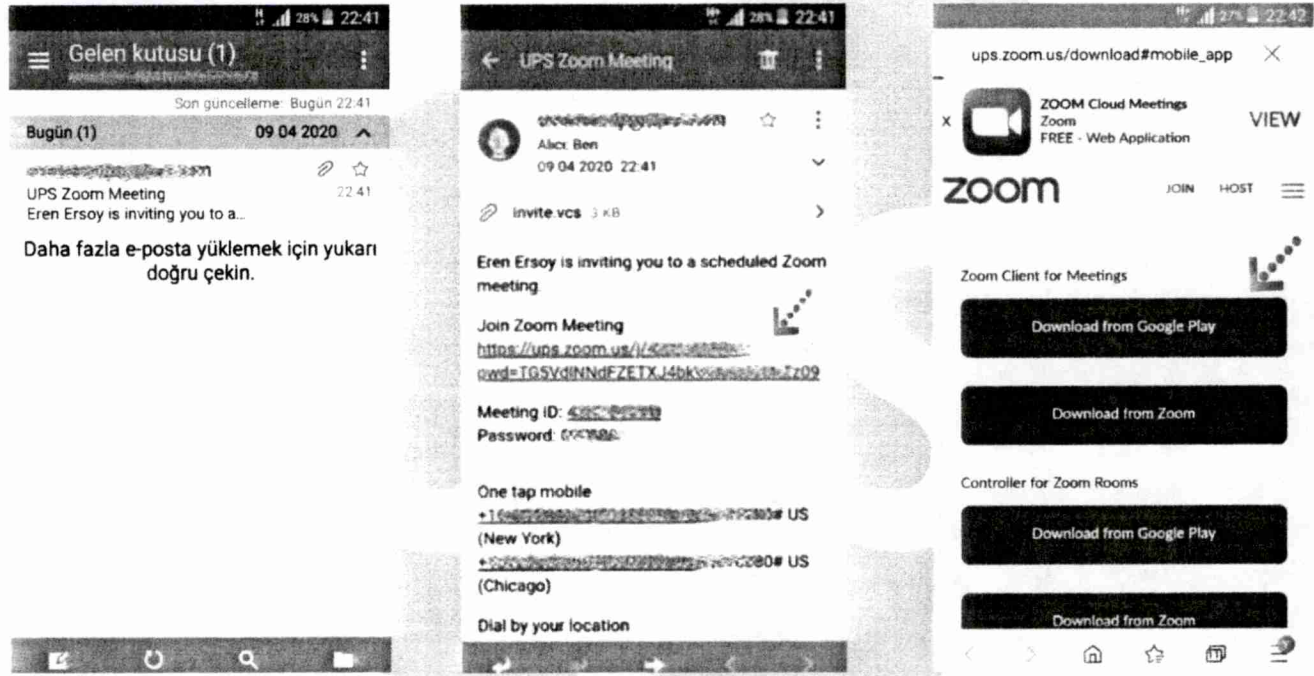 28% 22:41
Gelen kutusu (1)
Son güncelleme: Bugün 22:41
Bugün (1) 09 04 2020
UPS Zoom Meeting 22:41
Eren Ersoy is inviting you to a...
Daha fazla e-posta yüklemek için yukarı
doğru çekin.
28% 22:41
UPS Zoom Meeting
Alıcı: Ben
09 04 2020 22:41
invite.vcs 3 KB
Eren Ersoy is inviting you to a scheduled Zoom
meeting.
Join Zoom Meeting
https://ups.zoom.us/j/
Meeting ID:
Password:
One tap mobile
US
(New York)
US
(Chicago)
Dial by your location
27% 22:42
ups.zoom.us/download#mobile_app
x ZOOM Cloud Meetings
Zoom VIEW
FREE - Web Application
zoom JOIN HOST
Zoom Client for Meetings
Download from Google Play
Download from Zoom
Controller for Zoom Rooms
Download from Google Play
Download from Zoom